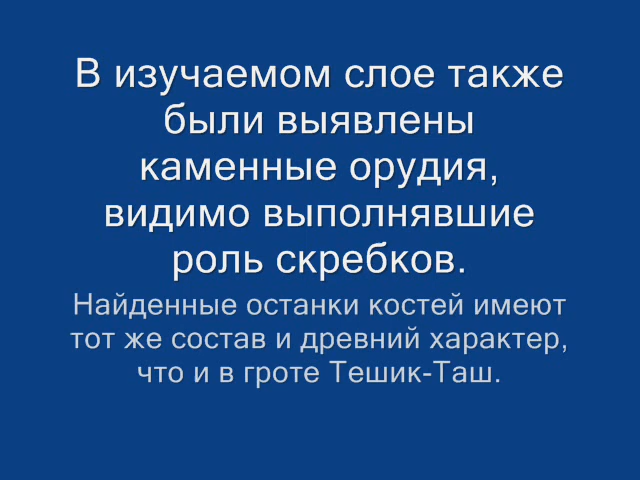 В изучаемом слое также
были выявлены
каменные орудия,
видимо выполнявшие
роль скребков.
Найденные останки костей имеют
тот же состав и древний характер,
что и в гроте Тешик-Таш.